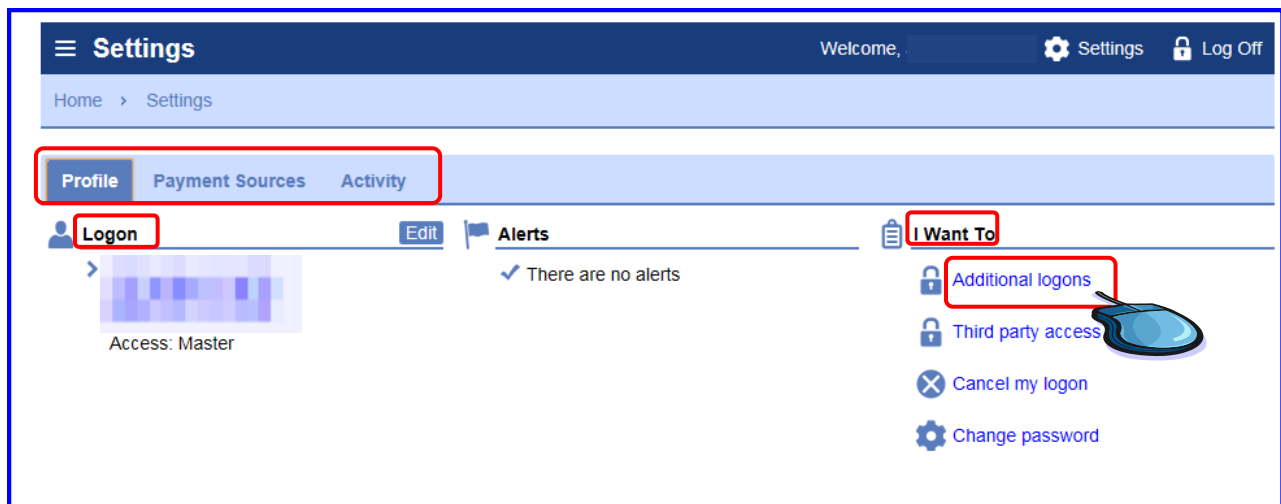 Settings
Welcome,
Settings
Log Off
Home > Settings
Profile
Payment Sources
Activity
Logon
Edit
Access: Master
Alerts
There are no alerts
I Want To
Additional logons
Third party access
Cancel my logon
Change password